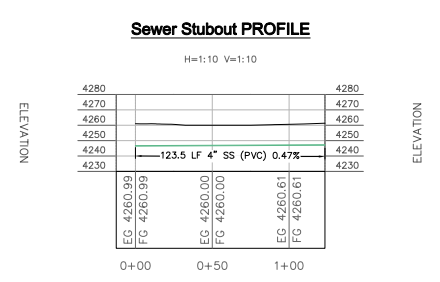 Sewer Stubout PROFILE
H=1:10 V=1:10
ELEVATION
4280
4270
4260
4250
4240
4230
4280
4270
4260
4250
4240
4230
ELEVATION
123.5 LF 4" SS (PVC) 0.47%
EG 4260.99
FG 4260.99
EG 4260.00
FG 4260.00
EG 4260.61
FG 4260.61
0+00
0+50
1+00